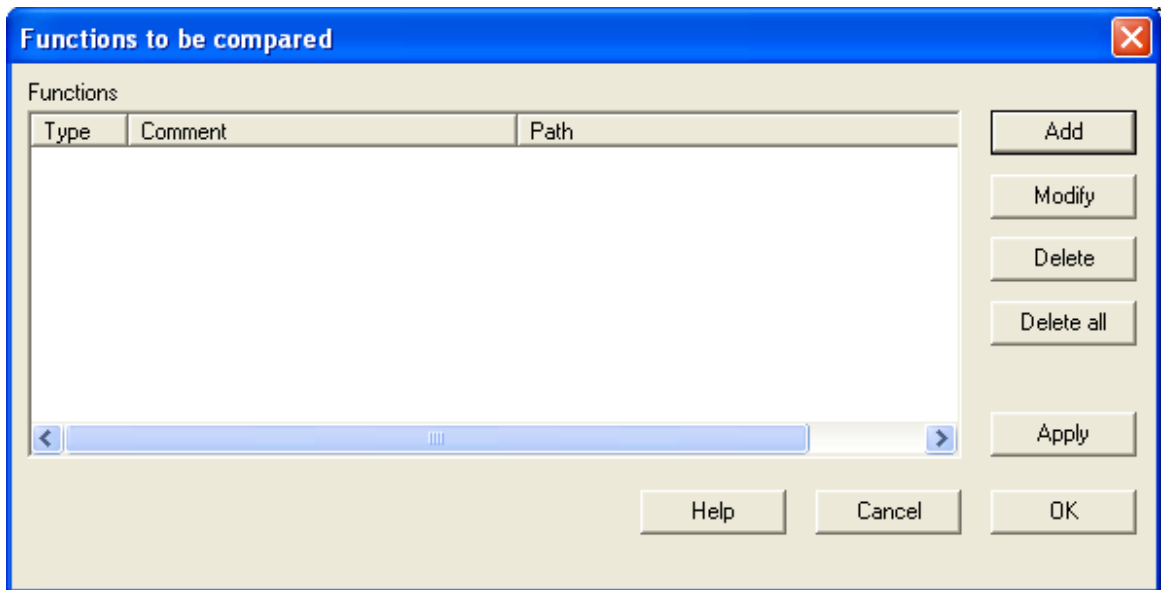 Functions to be compared
Functions
Type Comment Path
Add
Modify
Delete
Delete all
Apply
Help Cancel OK